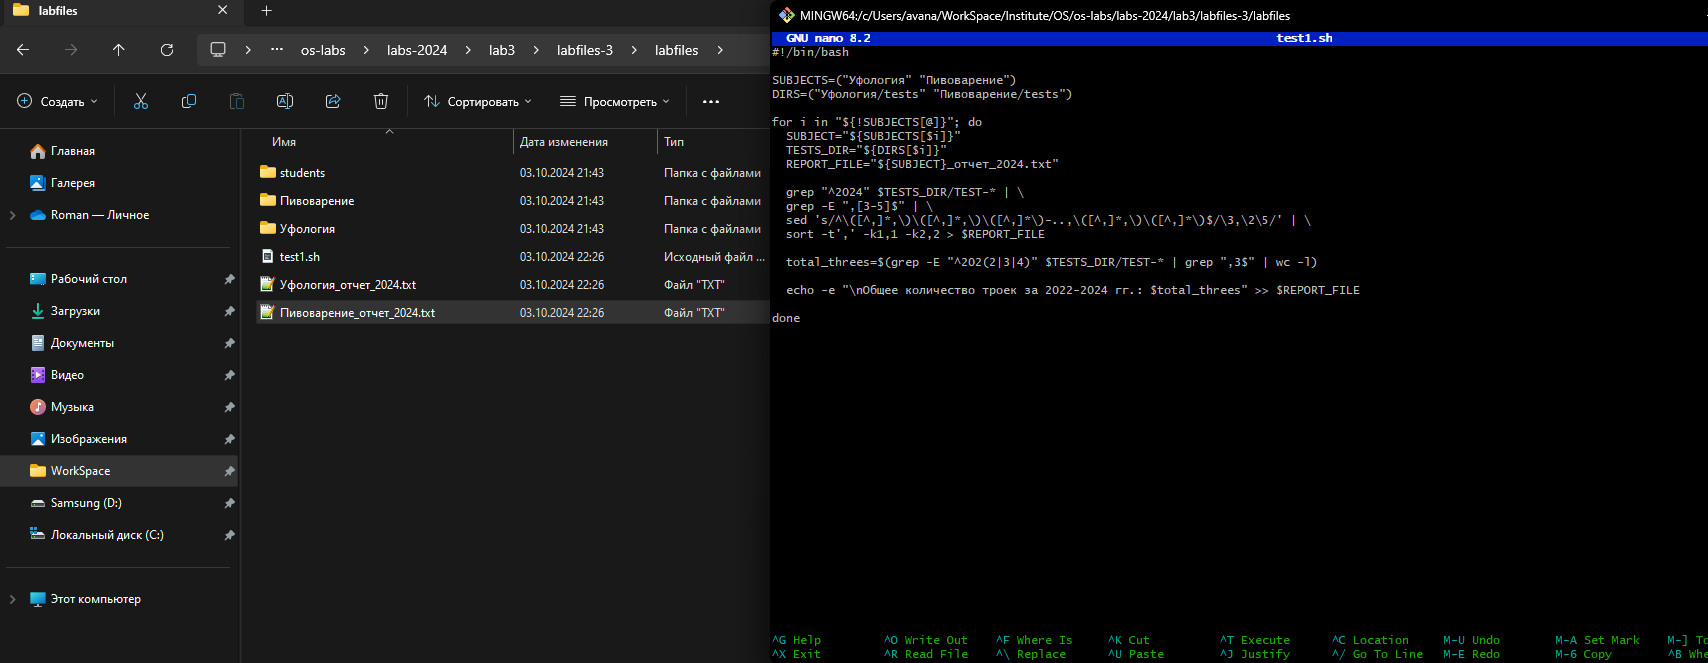 labfiles
os-labs > labs-2024 > lab3 > labfiles-3 > labfiles >
Создать
Сортировать
Просмотреть
Имя
Дата изменения
Тип
Главная
Галерея
Roman — Личное
Рабочий стол
Загрузки
Документы
Видео
Музыка
Изображения
WorkSpace
Samsung (D:)
Локальный диск (C:)
Этот компьютер
students 03.10.2024 21:43 Папка с файлами
Пивоварение 03.10.2024 21:43 Папка с файлами
Уфология 03.10.2024 21:43 Папка с файлами
test1.sh 03.10.2024 22:26 Исходный файл ...
Уфология_отчет_2024.txt 03.10.2024 22:26 Файл "TXT"
Пивоварение_отчет_2024.txt 03.10.2024 22:26 Файл "TXT"
MINGW64:/c/Users/avana/WorkSpace/Institute/OS/os-labs/labs-2024/lab3/labfiles-3/labfiles
GNU nano 8.2 test1.sh
#!/bin/bash
SUBJECTS=("Уфология" "Пивоварение")
DIRS=("Уфология/tests" "Пивоварение/tests")
for i in "${!SUBJECTS[@]}"; do
SUBJECT="${SUBJECTS[$i]}"
TESTS_DIR="${DIRS[$i]}"
REPORT_FILE="${SUBJECT}_отчет_2024.txt"
grep "^2024" $TESTS_DIR/TEST-* | \
grep -E ",[3-5]$" | \
sed 's/^\([^,]*,\)\([^,]*,\)\([^,]*\)-...,\([^,]*,\)\([^,]*\)$/\3,\2\5/' | \
sort -t',' -k1,1 -k2,2 > $REPORT_FILE
total_threes=$(grep -E "^202(2|3|4)" $TESTS_DIR/TEST-* | grep ",3$" | wc -l)
echo -e "\nОбщее количество троек за 2022-2024 гг.: $total_threes" >> $REPORT_FILE
done
^G Help ^O Write Out ^F Where Is ^K Cut ^T Execute ^C Location M-U Undo M-A Set Mark M-] To
^X Exit ^R Read File ^\ Replace ^U Paste ^J Justify ^/ Go To Line M-E Redo M-6 Copy ^B Whe